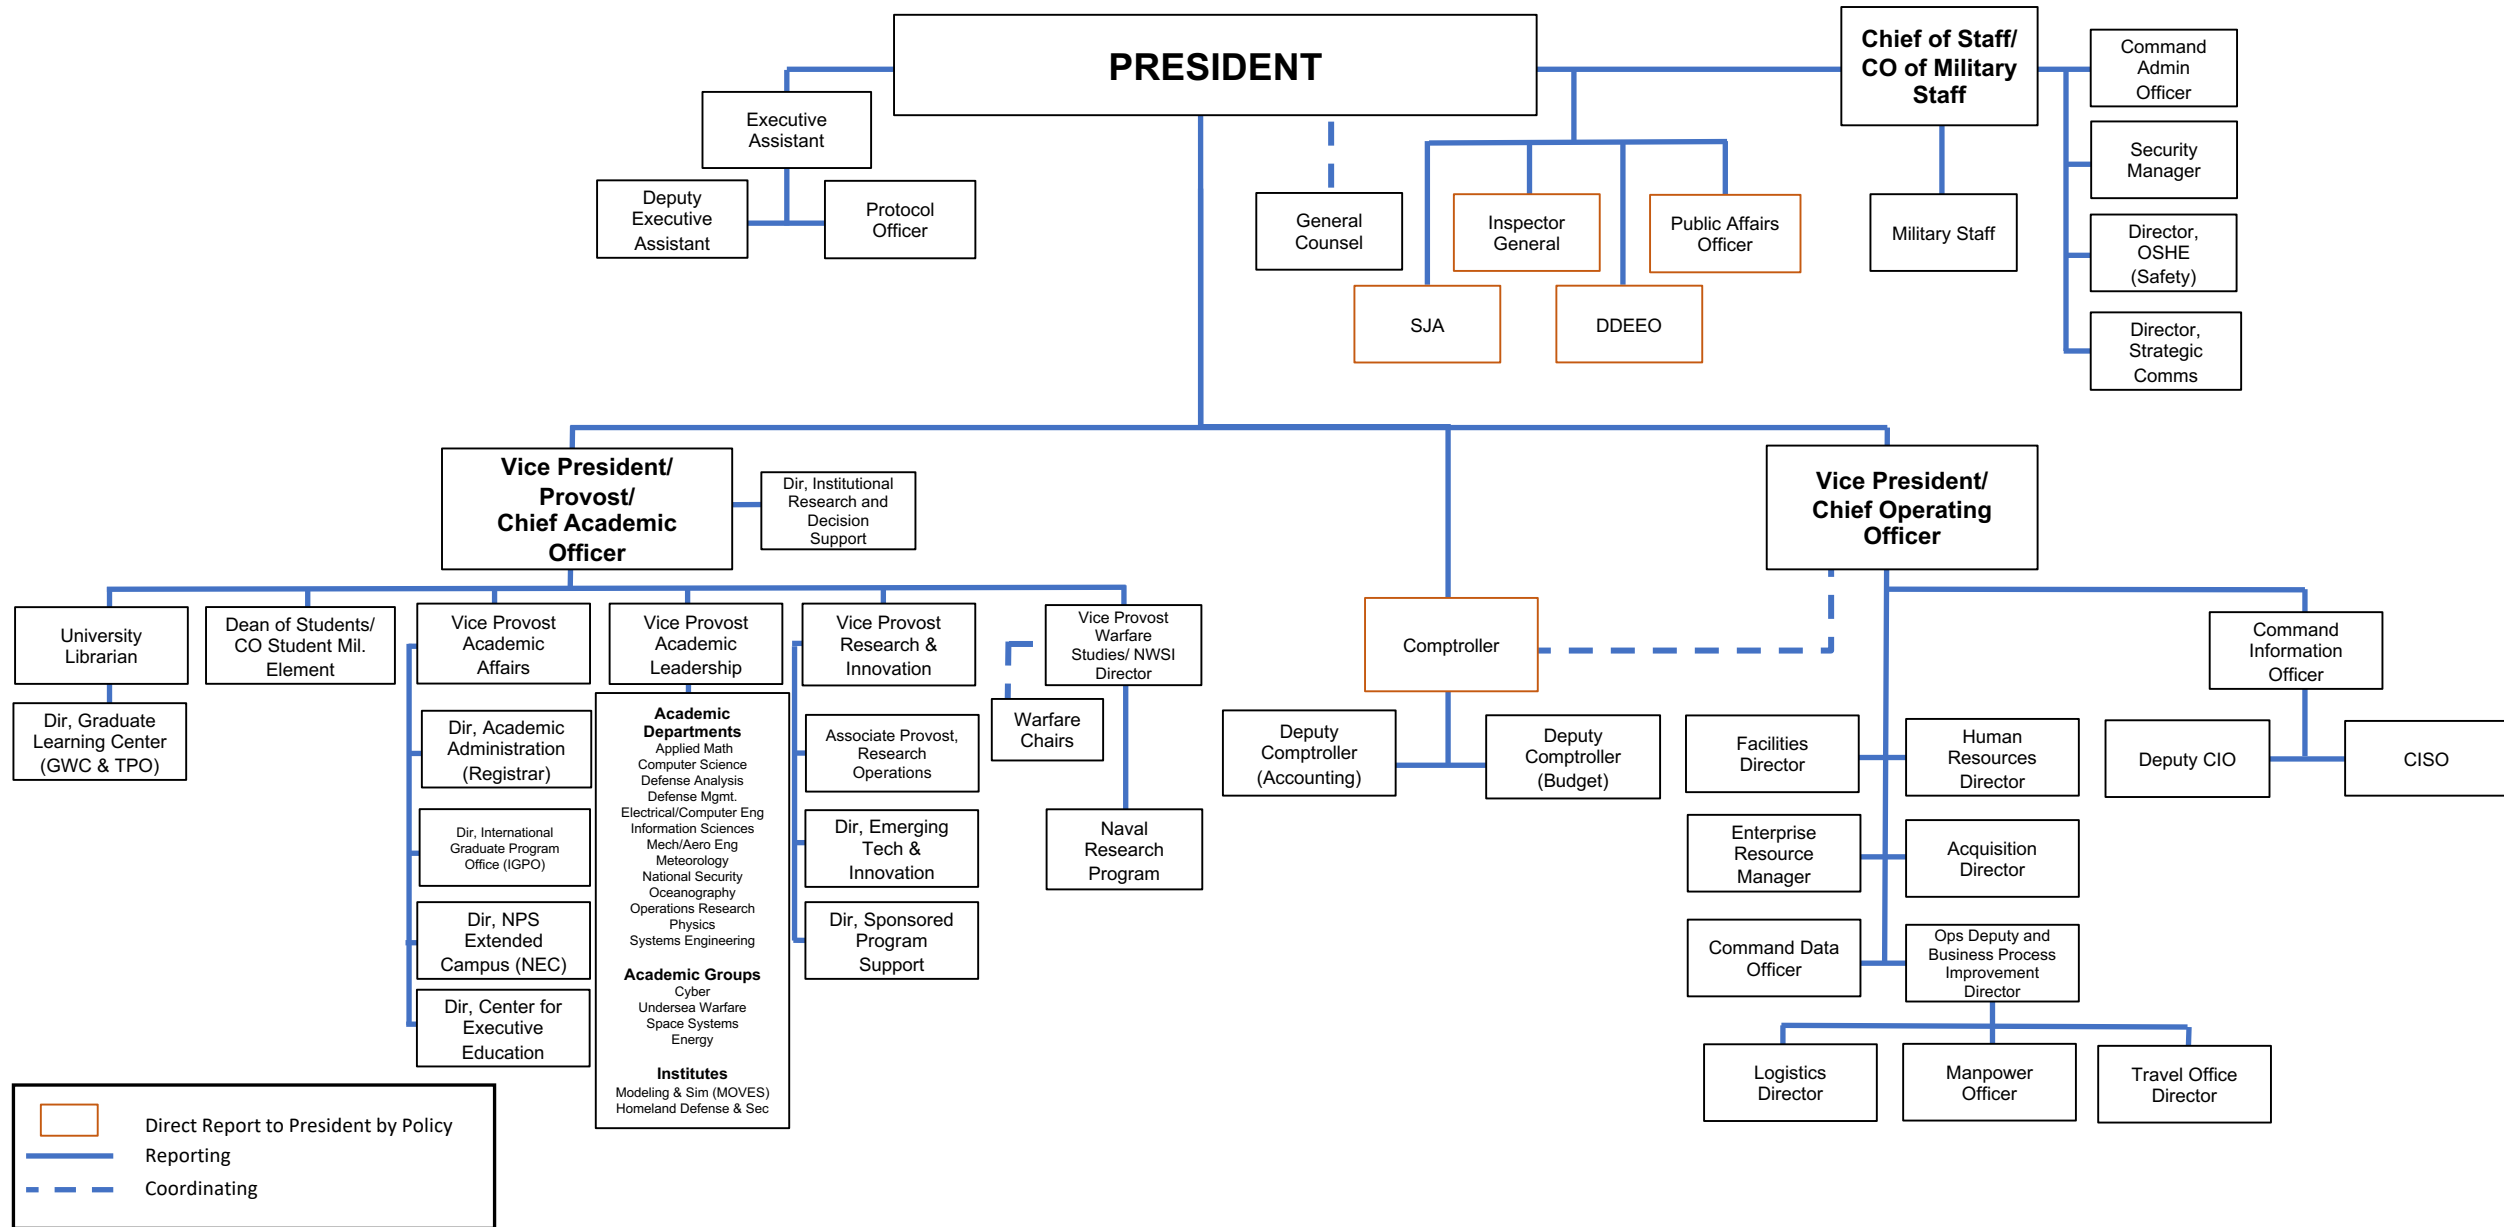 PRESIDENT
Chief of Staff/
CO of Military
Staff
Command
Admin
Officer
Executive
Assistant
Security
Manager
Deputy
Executive
Assistant
Protocol
Officer
General
Counsel
Inspector
General
Public Affairs
Officer
Military Staff
Director,
OSHE
(Safety)
SJA
DDEEO
Director,
Strategic
Comms
Vice President/
Provost/
Chief Academic
Officer
Dir, Institutional
Research and
Decision
Support
Vice President/
Chief Operating
Officer
University
Librarian
Dean of Students/
CO Student Mil.
Element
Vice Provost
Academic
Affairs
Vice Provost
Academic
Leadership
Vice Provost
Research &
Innovation
Vice Provost
Warfare
Studies/ NWSI
Director
Comptroller
Command
Information
Officer
Dir, Graduate
Learning Center
(GWC & TPO)
Dir, Academic
Administration
(Registrar)
Dir, International
Graduate Program
Office (IGPO)
Dir, NPS
Extended
Campus (NEC)
Dir, Center for
Executive
Education
Academic
Departments
Applied Math
Computer Science
Defense Analysis
Defense Mgmt.
Electrical/Computer Eng
Information Sciences
Mech/Aero Eng
Meteorology
National Security
Oceanography
Operations Research
Physics
Systems Engineering
Academic Groups
Cyber
Undersea Warfare
Space Systems
Energy
Institutes
Modeling & Sim (MOVES)
Homeland Defense & Sec
Associate Provost,
Research
Operations
Dir, Emerging
Tech &
Innovation
Dir, Sponsored
Program
Support
Warfare
Chairs
Naval
Research
Program
Deputy
Comptroller
(Accounting)
Deputy
Comptroller
(Budget)
Facilities
Director
Human
Resources
Director
Deputy CIO
CISO
Enterprise
Resource
Manager
Acquisition
Director
Command Data
Officer
Ops Deputy and
Business Process
Improvement
Director
Logistics
Director
Manpower
Officer
Travel Office
Director
Direct Report to President by Policy
Reporting
Coordinating